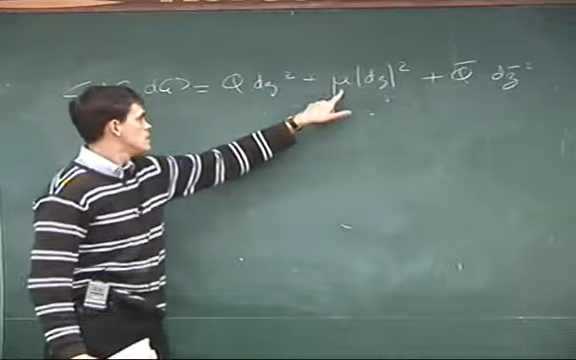 dG⟩ = Q dz² + μ|dz|² + Q̄ dz̄²